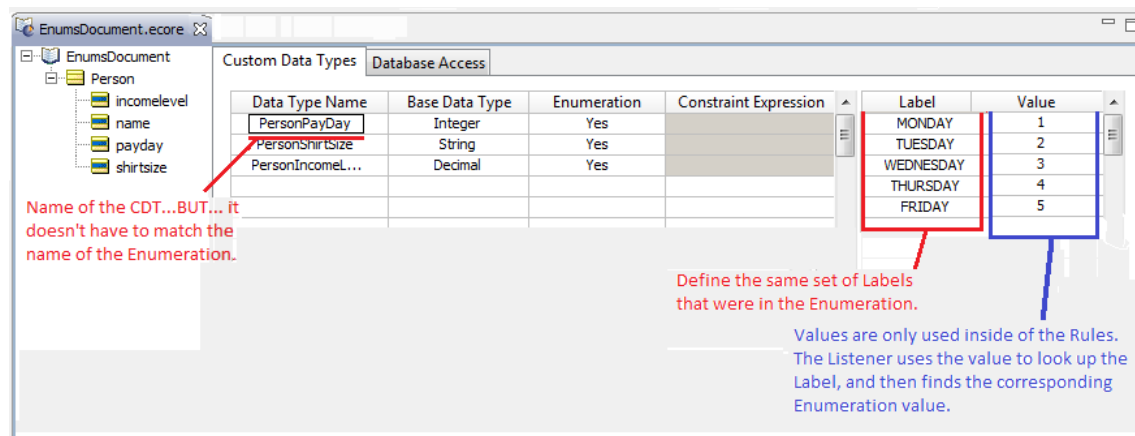 EnumsDocument.ecore
EnumsDocument
Person
incomelevel
name
payday
shirtsize
Custom Data Types Database Access
Data Type Name Base Data Type Enumeration Constraint Expression Label Value
PersonPayDay Integer Yes MONDAY 1
PersonShirtSize String Yes TUESDAY 2
PersonIncomeL... Decimal Yes WEDNESDAY 3
THURSDAY 4
FRIDAY 5
Name of the CDT...BUT... it
doesn't have to match the
name of the Enumeration.
Define the same set of Labels
that were in the Enumeration.
Values are only used inside of the Rules.
The Listener uses the value to look up the
Label, and then finds the corresponding
Enumeration value.